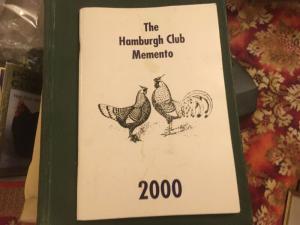 The
Hamburgh Club
Memento
2000